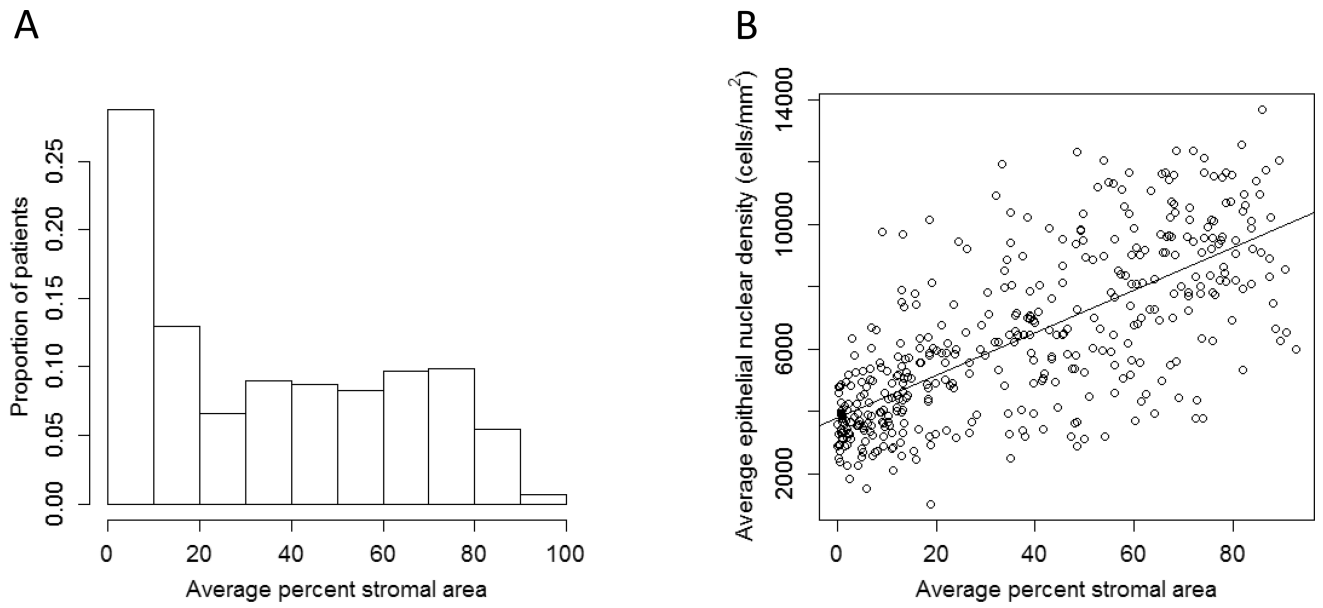 A
Proportion of patients
0.00 0.05 0.10 0.15 0.20 0.25
0 20 40 60 80 100
Average percent stromal area
B
Average epithelial nuclear density (cells/mm²)
2000 6000 10000 14000
0 20 40 60 80
Average percent stromal area